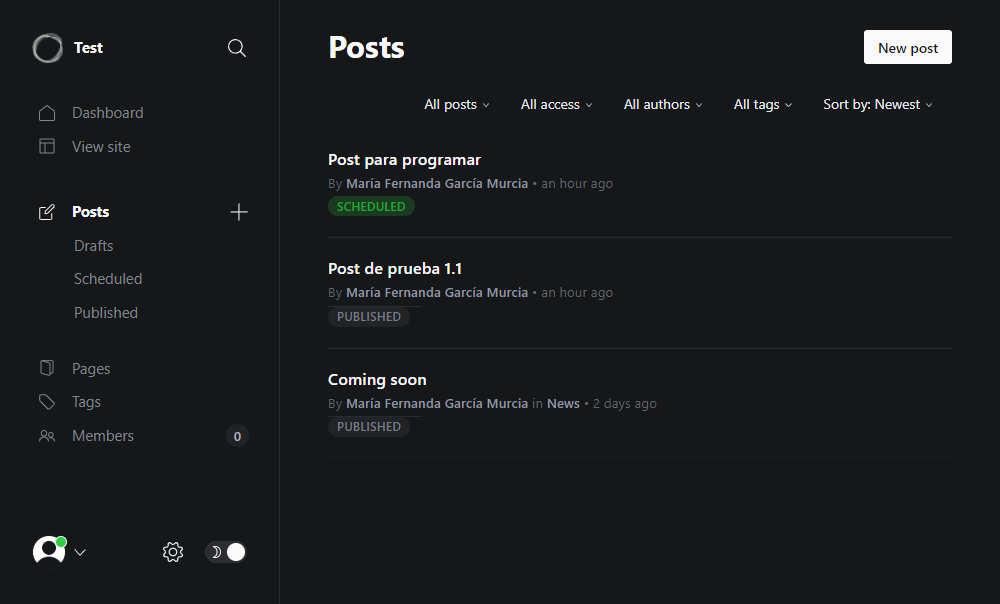 Test
Dashboard
View site
Posts
Drafts
Scheduled
Published
Pages
Tags
Members 0
Posts
New post
All posts All access All authors All tags Sort by: Newest
Post para programar
By María Fernanda García Murcia • an hour ago
SCHEDULED
Post de prueba 1.1
By María Fernanda García Murcia • an hour ago
PUBLISHED
Coming soon
By María Fernanda García Murcia in News • 2 days ago
PUBLISHED